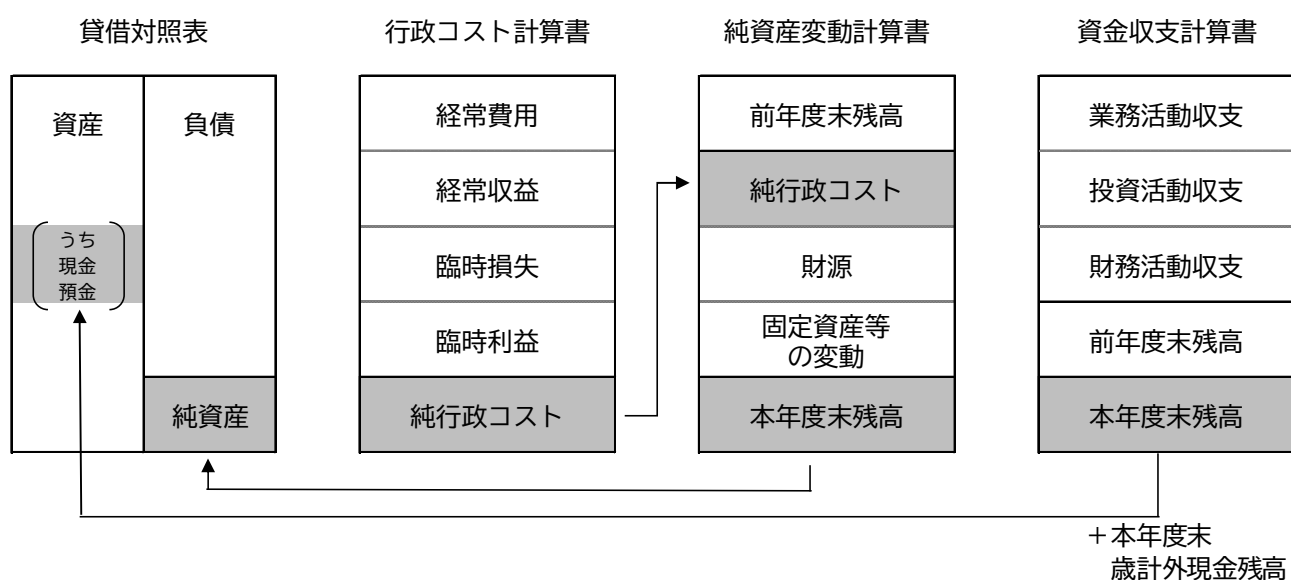 貸借対照表
行政コスト計算書
純資産変動計算書
資金収支計算書
資産
負債
うち
現金
預金
純資産
経常費用
経常収益
臨時損失
臨時利益
純行政コスト
前年度末残高
純行政コスト
財源
固定資産等
の変動
本年度末残高
業務活動収支
投資活動収支
財務活動収支
前年度末残高
本年度末残高
＋本年度末
歳計外現金残高